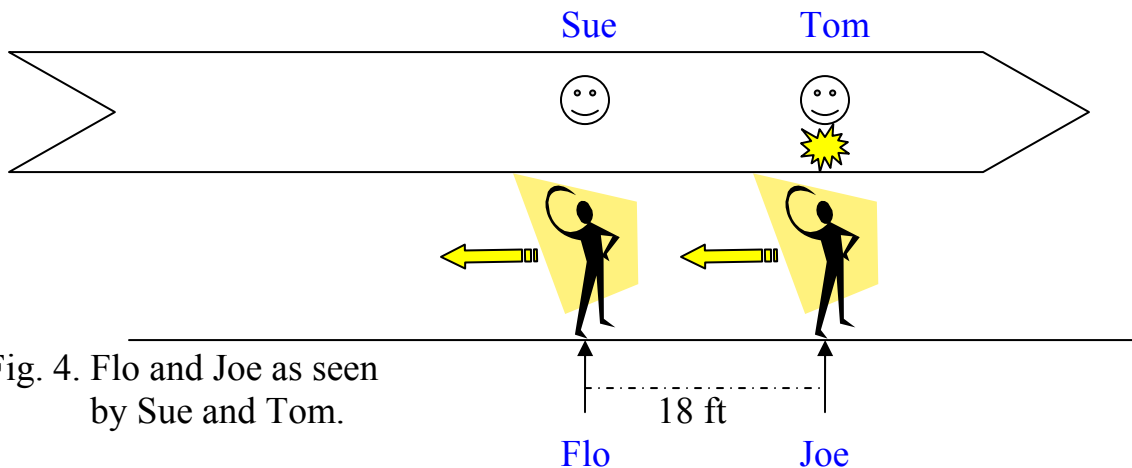 Sue Tom
Fig. 4. Flo and Joe as seen
by Sue and Tom.
18 ft
Flo Joe